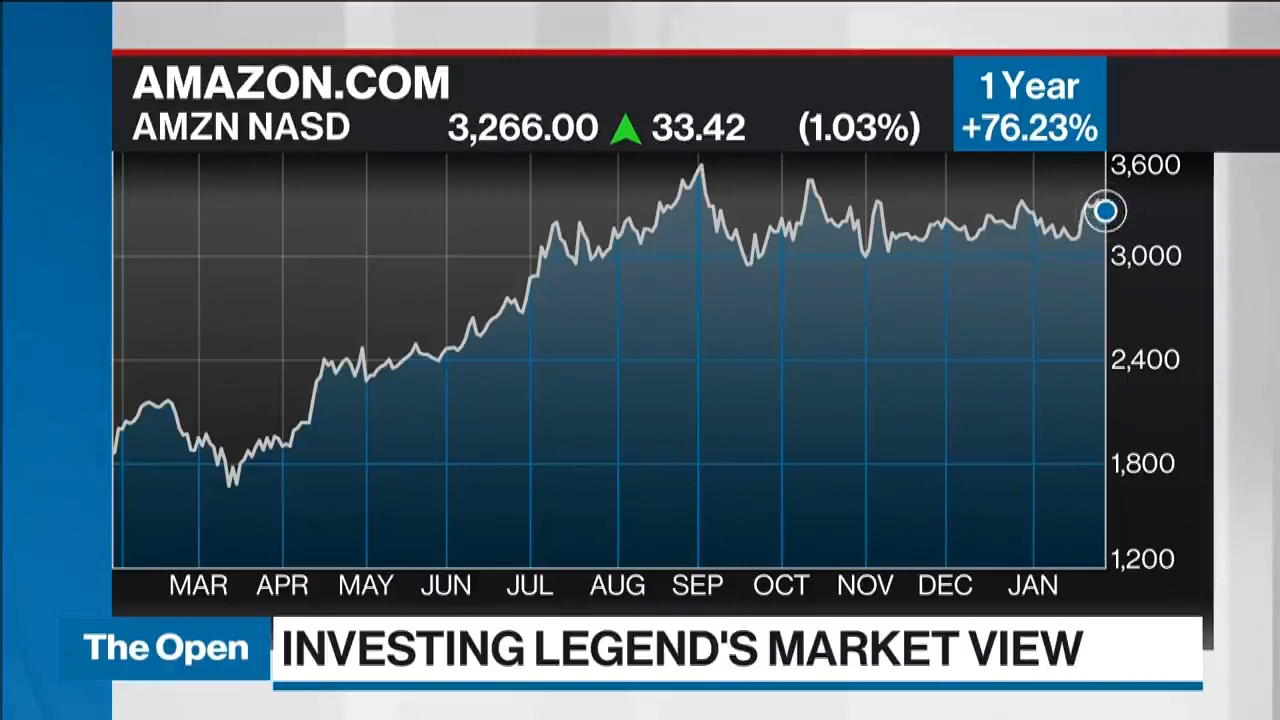 AMAZON.COM
AMZN NASD 3,266.00 33.42 (1.03%)
1 Year
+76.23%
3,600
3,000
2,400
1,800
1,200
MAR APR MAY JUN JUL AUG SEP OCT NOV DEC JAN
The Open
INVESTING LEGEND'S MARKET VIEW